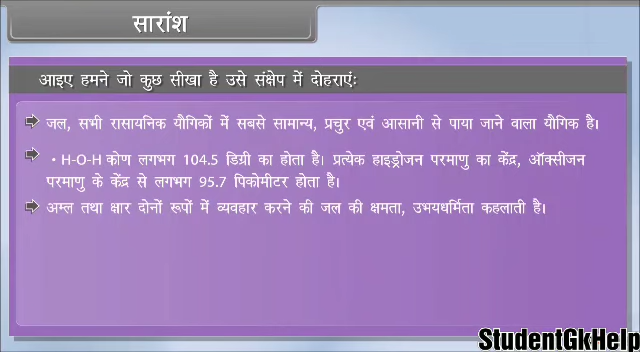 सारांश
आइए हमने जो कुछ सीखा है उसे संक्षेप में दोहराएं:
जल, सभी रासायनिक यौगिकों में सबसे सामान्य, प्रचुर एवं आसानी से पाया जाने वाला यौगिक है।
• H-O-H कोण लगभग 104.5 डिग्री का होता है। प्रत्येक हाइड्रोजन परमाणु का केंद्र, ऑक्सीजन
परमाणु के केंद्र से लगभग 95.7 पिकोमीटर होता है।
अम्ल तथा क्षार दोनों रूपों में व्यवहार करने की जल की क्षमता, उभयधर्मिता कहलाती है।
StudentGkHelp